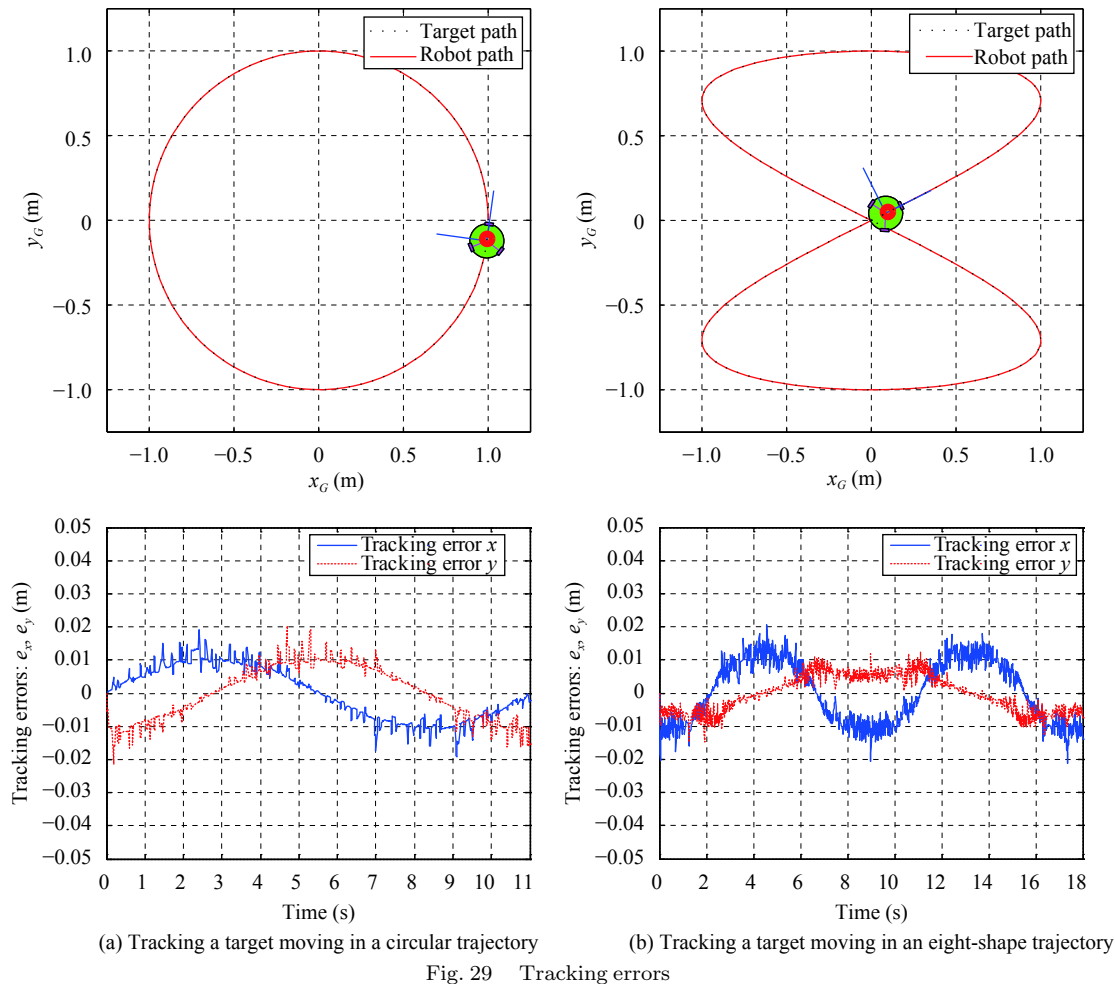 Target path
Robot path
1.0
0.5
0
−0.5
−1.0
y_G (m)
−1.0 −0.5 0 0.5 1.0
x_G (m)
Target path
Robot path
1.0
0.5
0
−0.5
−1.0
y_G (m)
−1.0 −0.5 0 0.5 1.0
x_G (m)
Tracking error x
Tracking error y
0.05
0.04
0.03
0.02
0.01
0
−0.01
−0.02
−0.03
−0.04
−0.05
Tracking errors: e_x, e_y (m)
0 1 2 3 4 5 6 7 8 9 10 11
Time (s)
(a) Tracking a target moving in a circular trajectory
Tracking error x
Tracking error y
0.05
0.04
0.03
0.02
0.01
0
−0.01
−0.02
−0.03
−0.04
−0.05
Tracking errors: e_x, e_y (m)
0 2 4 6 8 10 12 14 16 18
Time (s)
(b) Tracking a target moving in an eight-shape trajectory
Fig. 29 Tracking errors